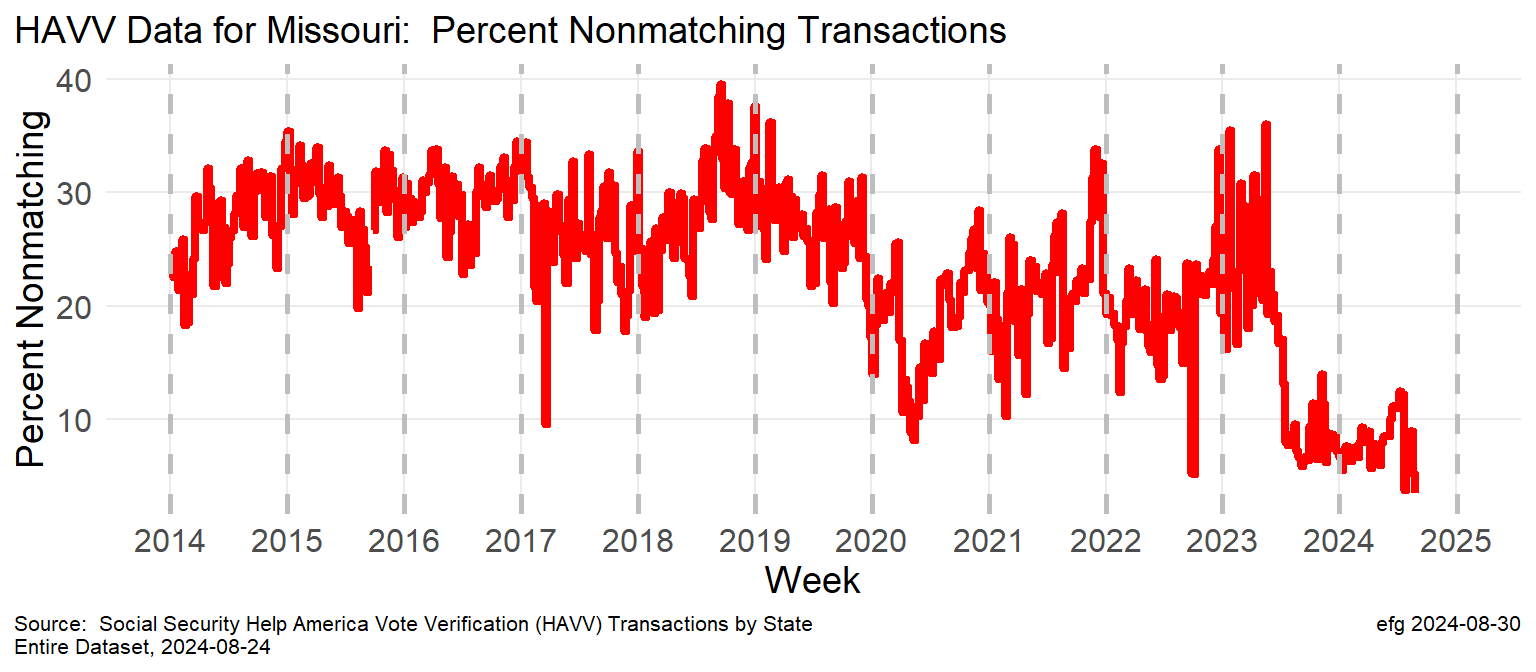 HAVV Data for Missouri:  Percent Nonmatching Transactions
Percent Nonmatching
40
30
20
10
2014 2015 2016 2017 2018 2019 2020 2021 2022 2023 2024 2025
Week
Source:  Social Security Help America Vote Verification (HAVV) Transactions by State
Entire Dataset, 2024-08-24
efg 2024-08-30